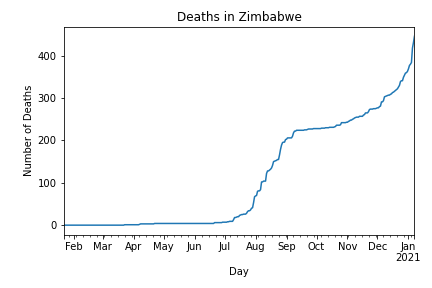 Deaths in Zimbabwe
Number of Deaths
400
300
200
100
0
Feb Mar Apr May Jun Jul Aug Sep Oct Nov Dec Jan
2021
Day